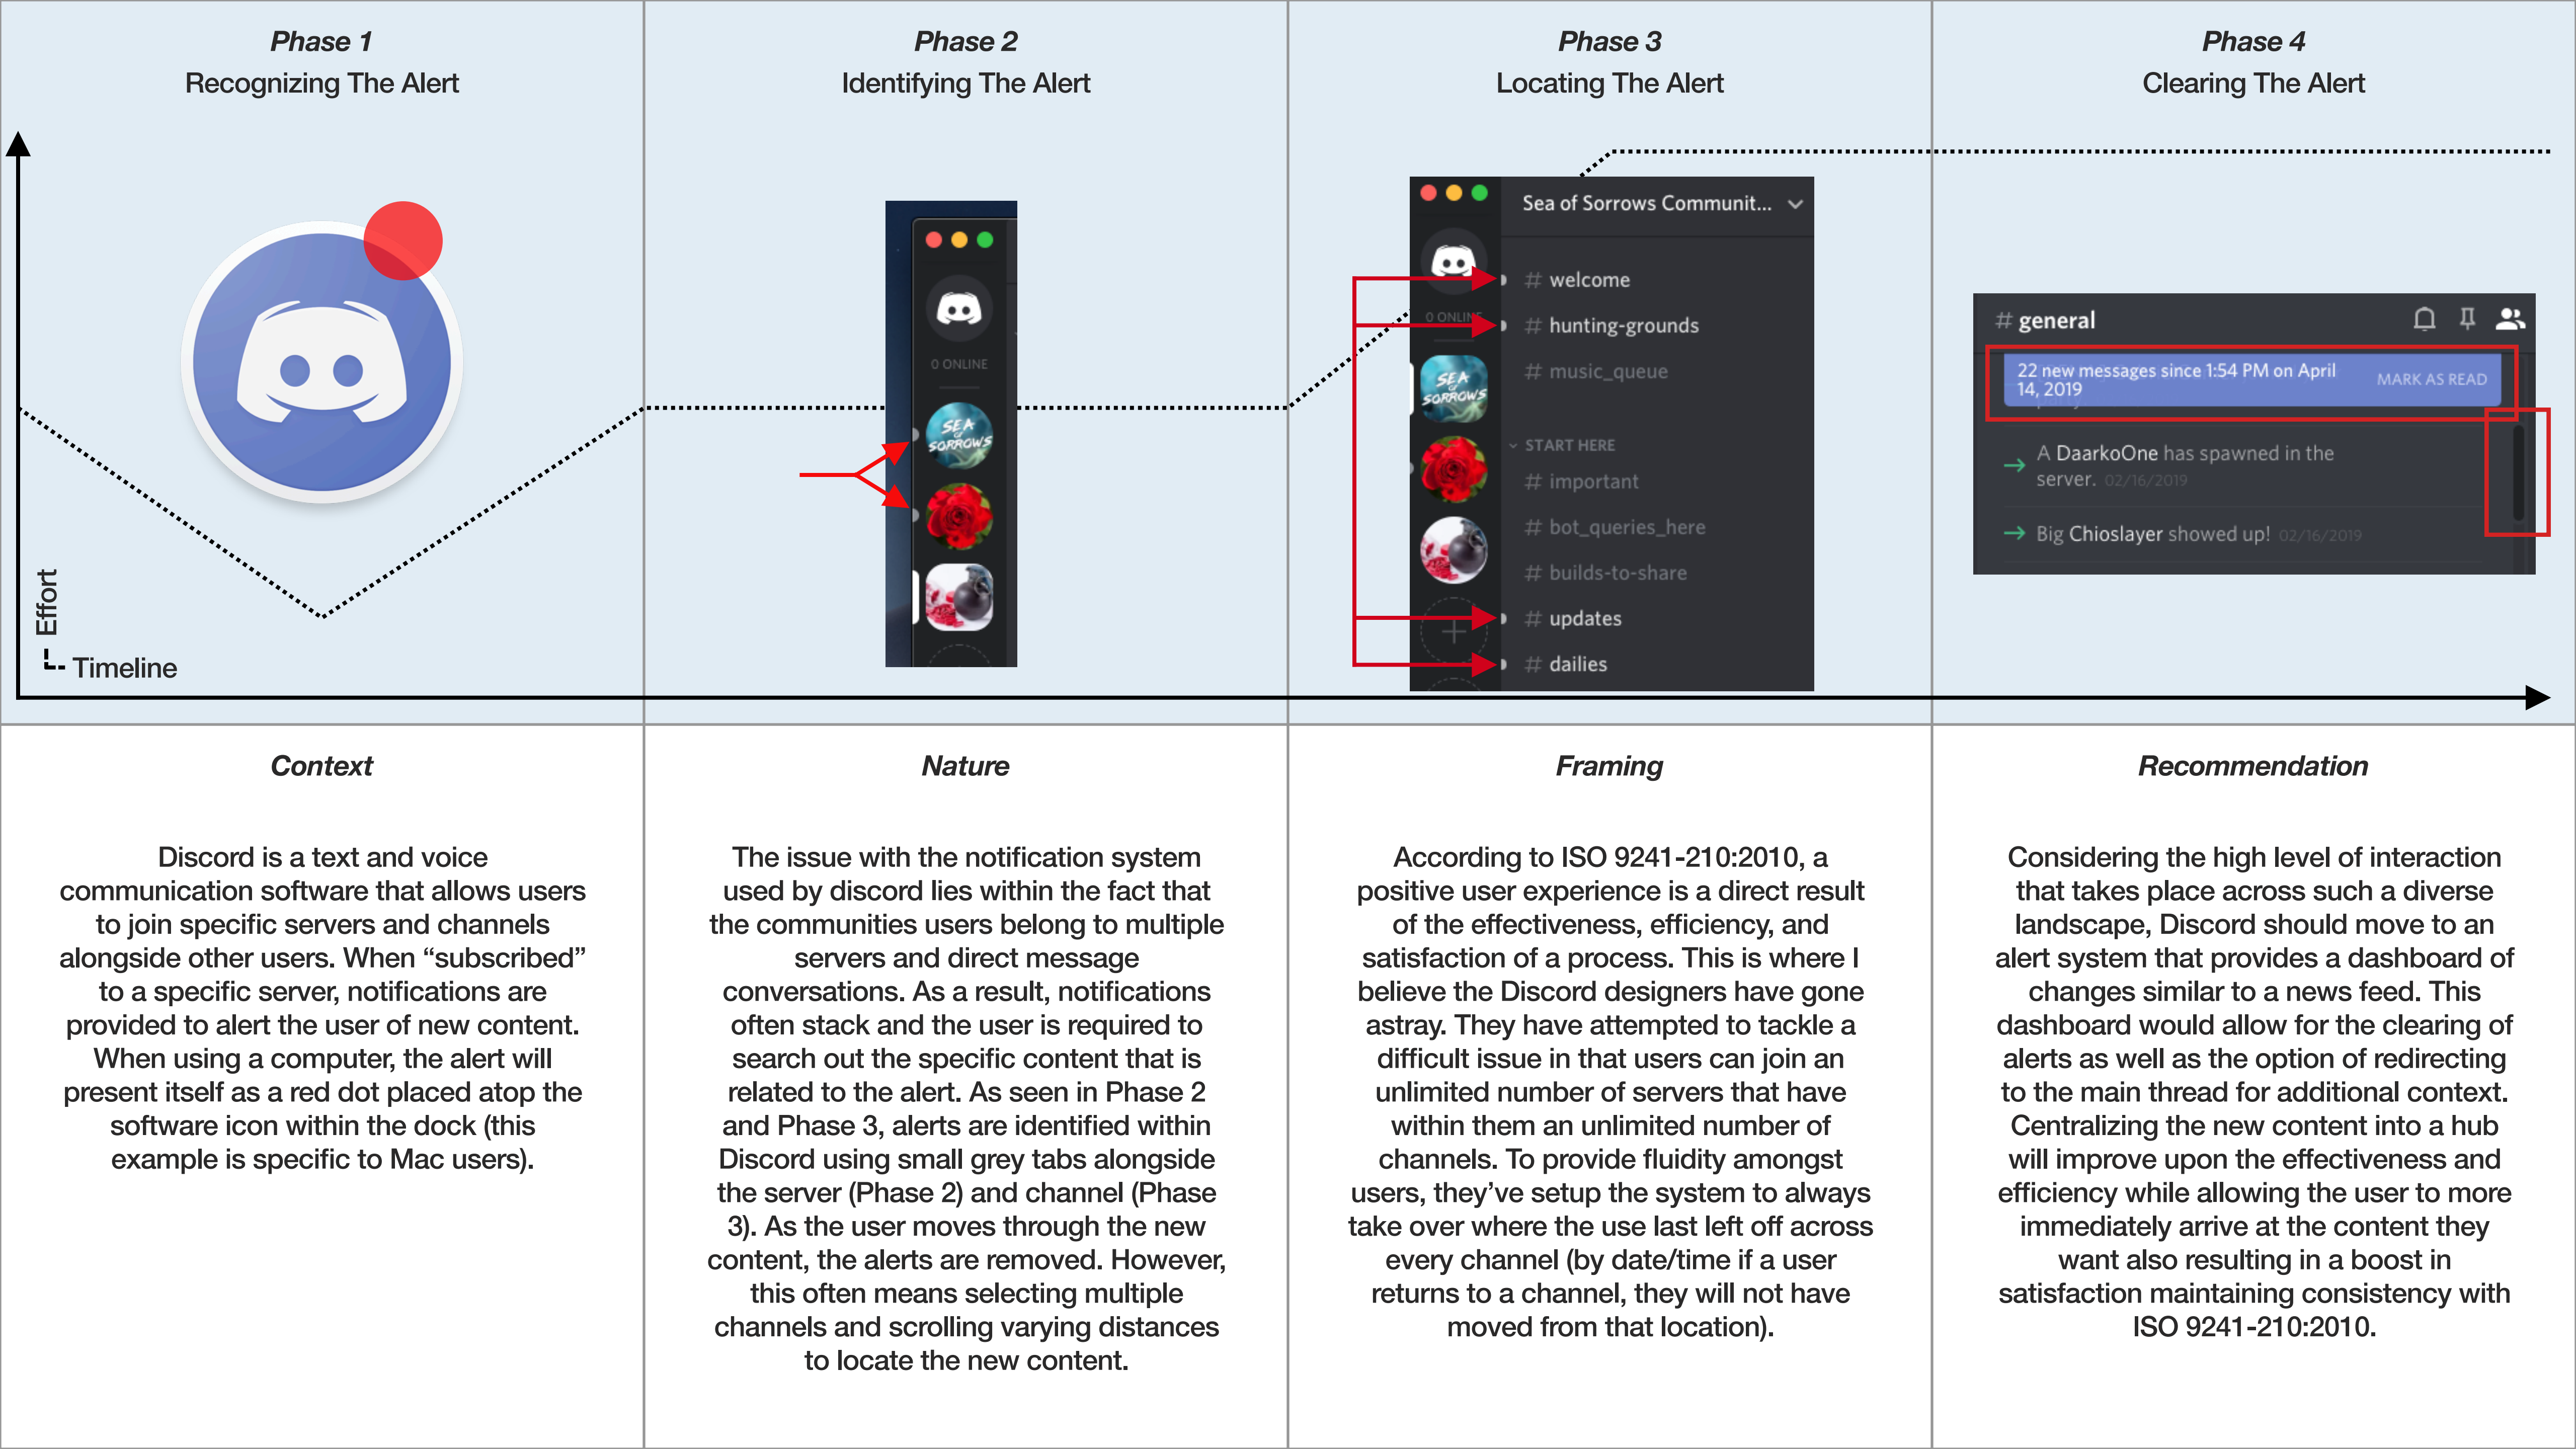 Phase 1
Recognizing The Alert
Phase 2
Identifying The Alert
Phase 3
Locating The Alert
Phase 4
Clearing The Alert
Effort
Timeline
0 ONLINE
SEA
of
SORROWS
Sea of Sorrows Communit...
0 ONLINE
SEA
of
SORROWS
# welcome
# hunting-grounds
# music_queue
START HERE
# important
# bot_queries_here
# builds-to-share
# updates
# dailies
# general
22 new messages since 1:54 PM on April
14, 2019
MARK AS READ
A DaarkoOne has spawned in the
server. 02/16/2019
Big Chioslayer showed up! 02/16/2019
Context
Discord is a text and voice
communication software that allows users
to join specific servers and channels
alongside other users. When “subscribed”
to a specific server, notifications are
provided to alert the user of new content.
When using a computer, the alert will
present itself as a red dot placed atop the
software icon within the dock (this
example is specific to Mac users).
Nature
The issue with the notification system
used by discord lies within the fact that
the communities users belong to multiple
servers and direct message
conversations. As a result, notifications
often stack and the user is required to
search out the specific content that is
related to the alert. As seen in Phase 2
and Phase 3, alerts are identified within
Discord using small grey tabs alongside
the server (Phase 2) and channel (Phase
3). As the user moves through the new
content, the alerts are removed. However,
this often means selecting multiple
channels and scrolling varying distances
to locate the new content.
Framing
According to ISO 9241-210:2010, a
positive user experience is a direct result
of the effectiveness, efficiency, and
satisfaction of a process. This is where I
believe the Discord designers have gone
astray. They have attempted to tackle a
difficult issue in that users can join an
unlimited number of servers that have
within them an unlimited number of
channels. To provide fluidity amongst
users, they’ve setup the system to always
take over where the use last left off across
every channel (by date/time if a user
returns to a channel, they will not have
moved from that location).
Recommendation
Considering the high level of interaction
that takes place across such a diverse
landscape, Discord should move to an
alert system that provides a dashboard of
changes similar to a news feed. This
dashboard would allow for the clearing of
alerts as well as the option of redirecting
to the main thread for additional context.
Centralizing the new content into a hub
will improve upon the effectiveness and
efficiency while allowing the user to more
immediately arrive at the content they
want also resulting in a boost in
satisfaction maintaining consistency with
ISO 9241-210:2010.